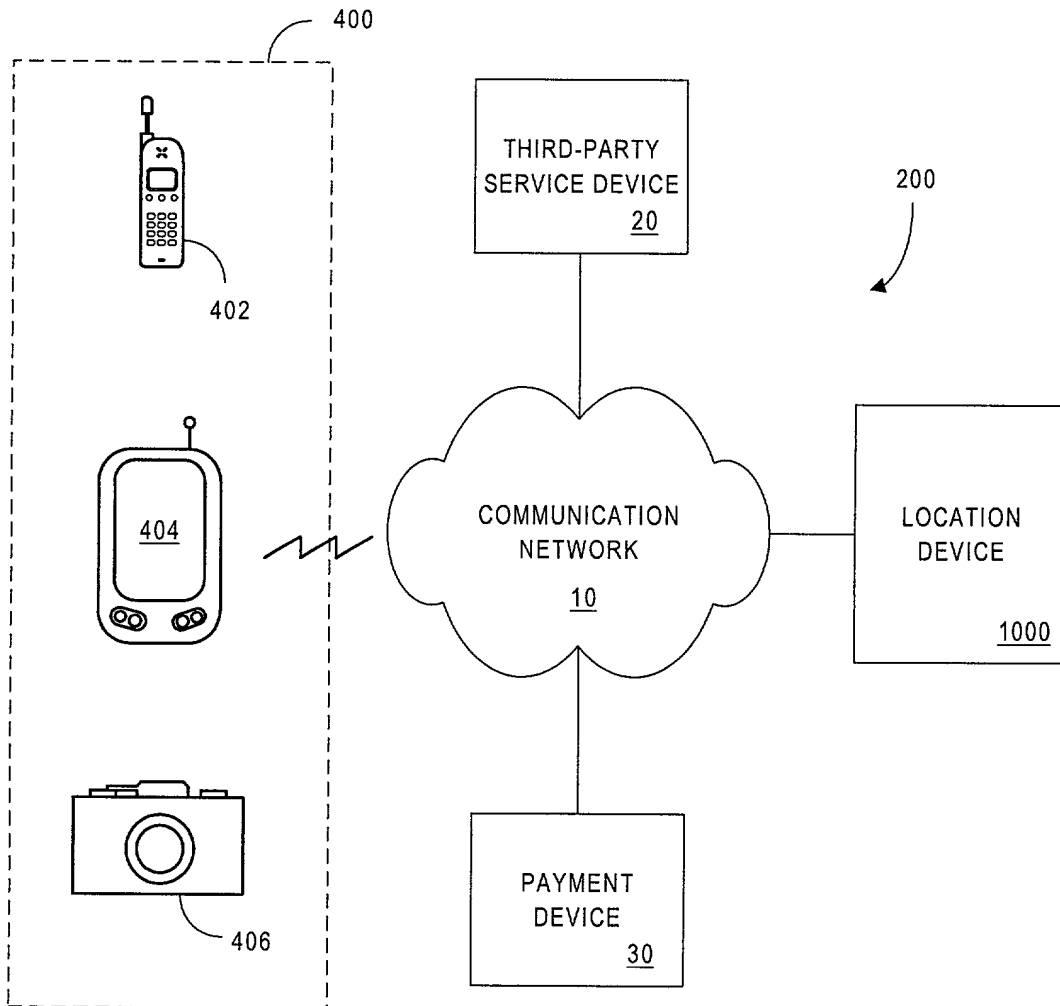 400
THIRD-PARTY
SERVICE DEVICE
20
200
402
404
COMMUNICATION
NETWORK
10
LOCATION
DEVICE
1000
PAYMENT
DEVICE
30
406